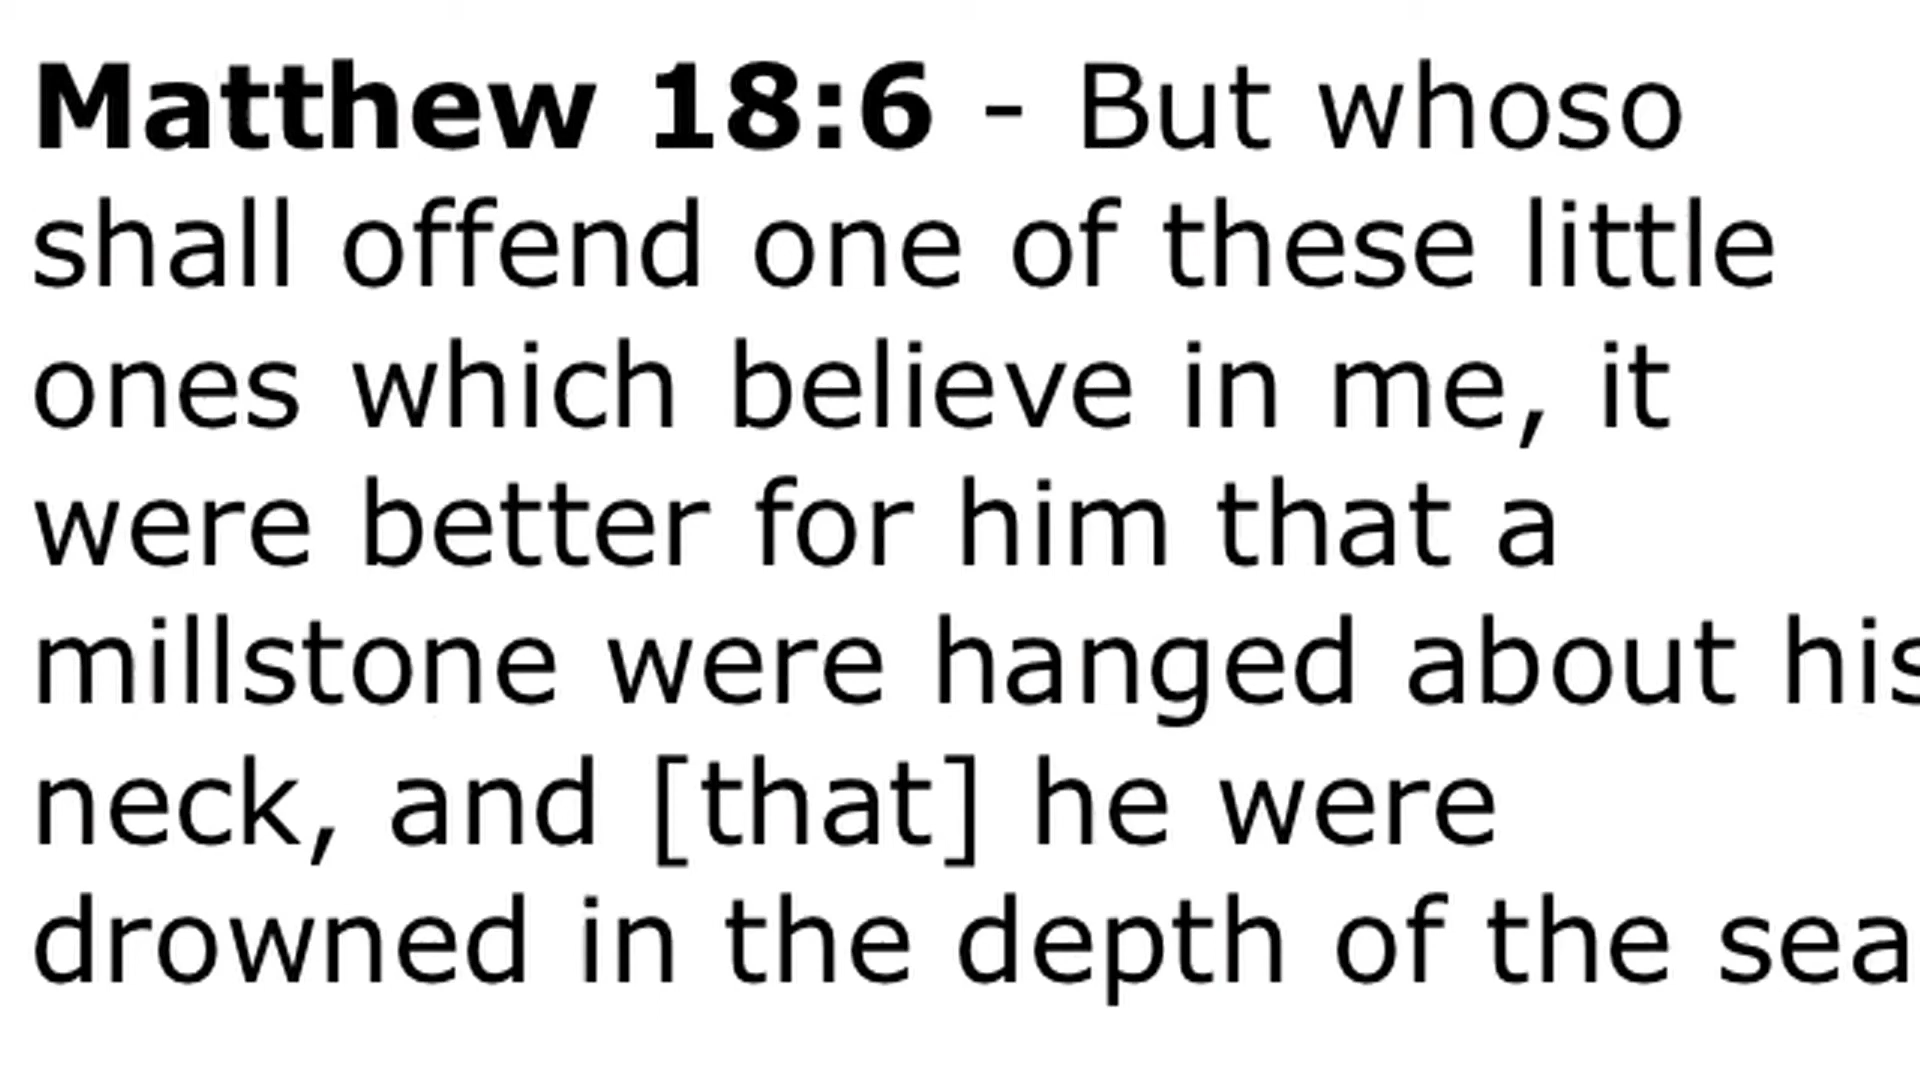 Matthew 18:6 - But whoso
shall offend one of these little
ones which believe in me, it
were better for him that a
millstone were hanged about his
neck, and [that] he were
drowned in the depth of the sea